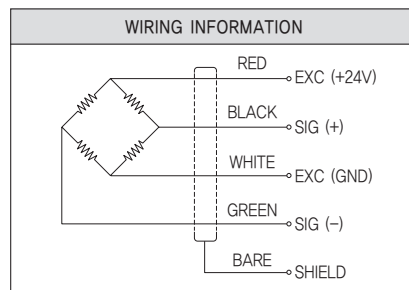 WIRING INFORMATION
RED
EXC (+24V)
BLACK
SIG (+)
WHITE
EXC (GND)
GREEN
SIG (−)
BARE
SHIELD